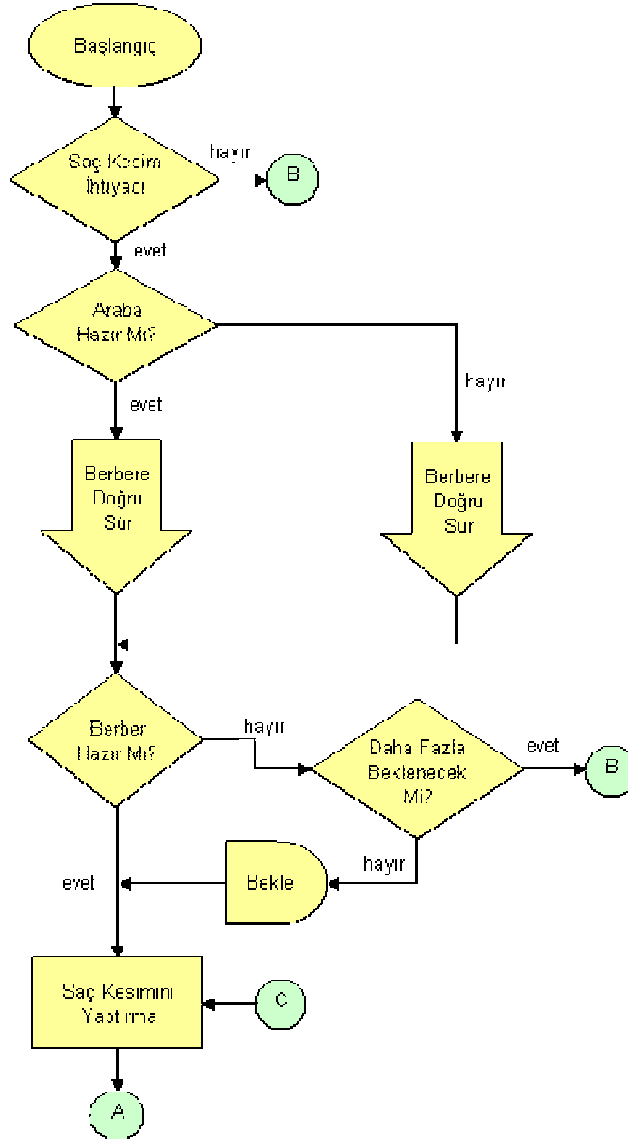 Başlangıç
Saç Kesim
İhtiyacı
hayır
B
evet
Araba
Hazır Mı?
hayır
evet
Berbere
Doğru
Sür
Berbere
Doğru
Sür
Berber
Hazır Mı?
hayır
Daha Fazla
Beklenecek
Mi?
evet
B
hayır
Bekle
evet
Saç Kesimini
Yaptırma
C
A